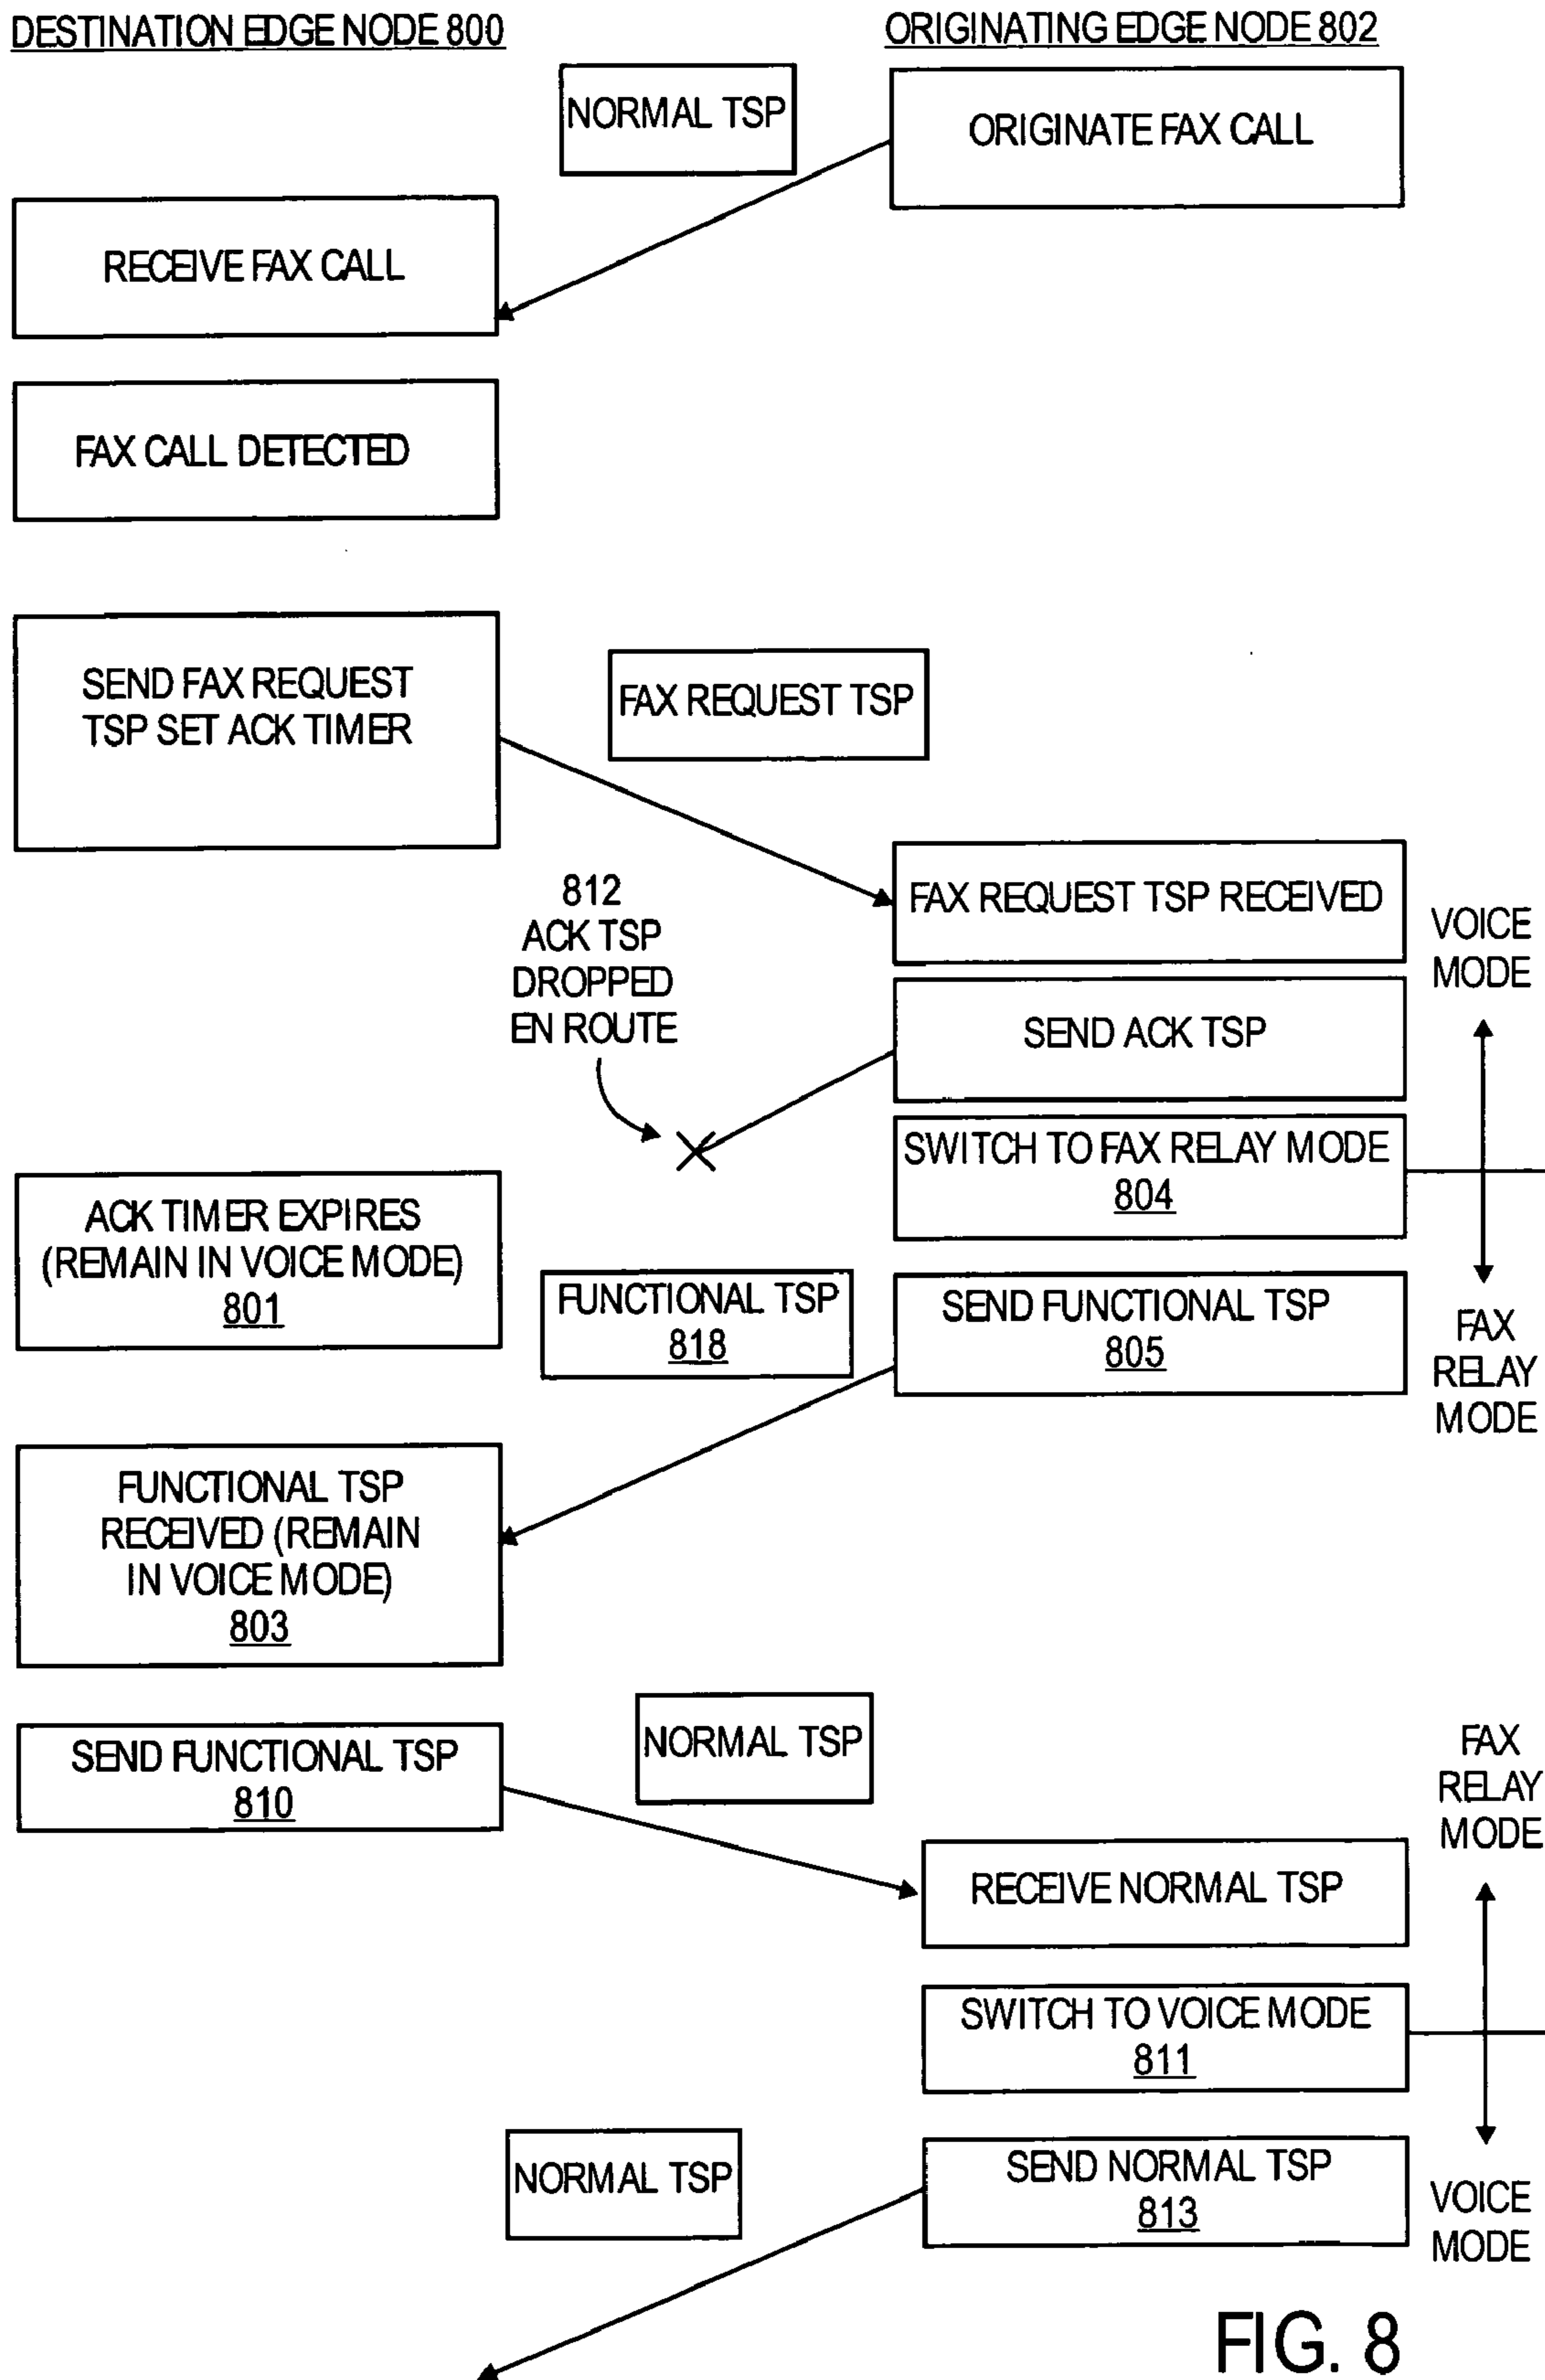 DESTINATION EDGE NODE 800
ORIGINATING EDGE NODE 802
NORMAL TSP
ORIGINATE FAX CALL
RECEIVE FAX CALL
FAX CALL DETECTED
SEND FAX REQUEST
TSP SET ACK TIMER
FAX REQUEST TSP
FAX REQUEST TSP RECEIVED
VOICE
MODE
812
ACK TSP
DROPPED
EN ROUTE
SEND ACK TSP
SWITCH TO FAX RELAY MODE
804
ACK TIMER EXPIRES
(REMAIN IN VOICE MODE)
801
FUNCTIONAL TSP
818
SEND FUNCTIONAL TSP
805
FAX
RELAY
MODE
FUNCTIONAL TSP
RECEIVED (REMAIN
IN VOICE MODE)
803
SEND FUNCTIONAL TSP
810
NORMAL TSP
FAX
RELAY
MODE
RECEIVE NORMAL TSP
SWITCH TO VOICE MODE
811
NORMAL TSP
SEND NORMAL TSP
813
VOICE
MODE
FIG. 8